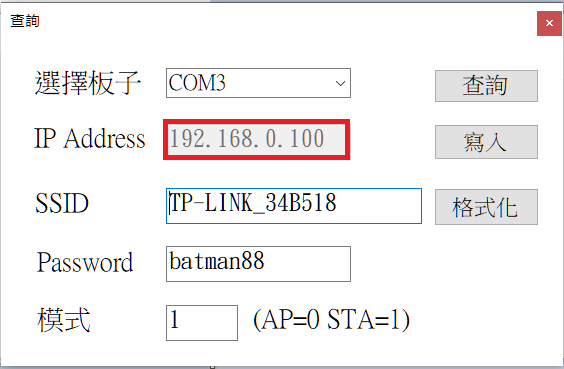 查詢
選擇板子 COM3 查詢
IP Address 192.168.0.100 寫入
SSID TP-LINK_34B518 格式化
Password batman88
模式 1 (AP=0 STA=1)